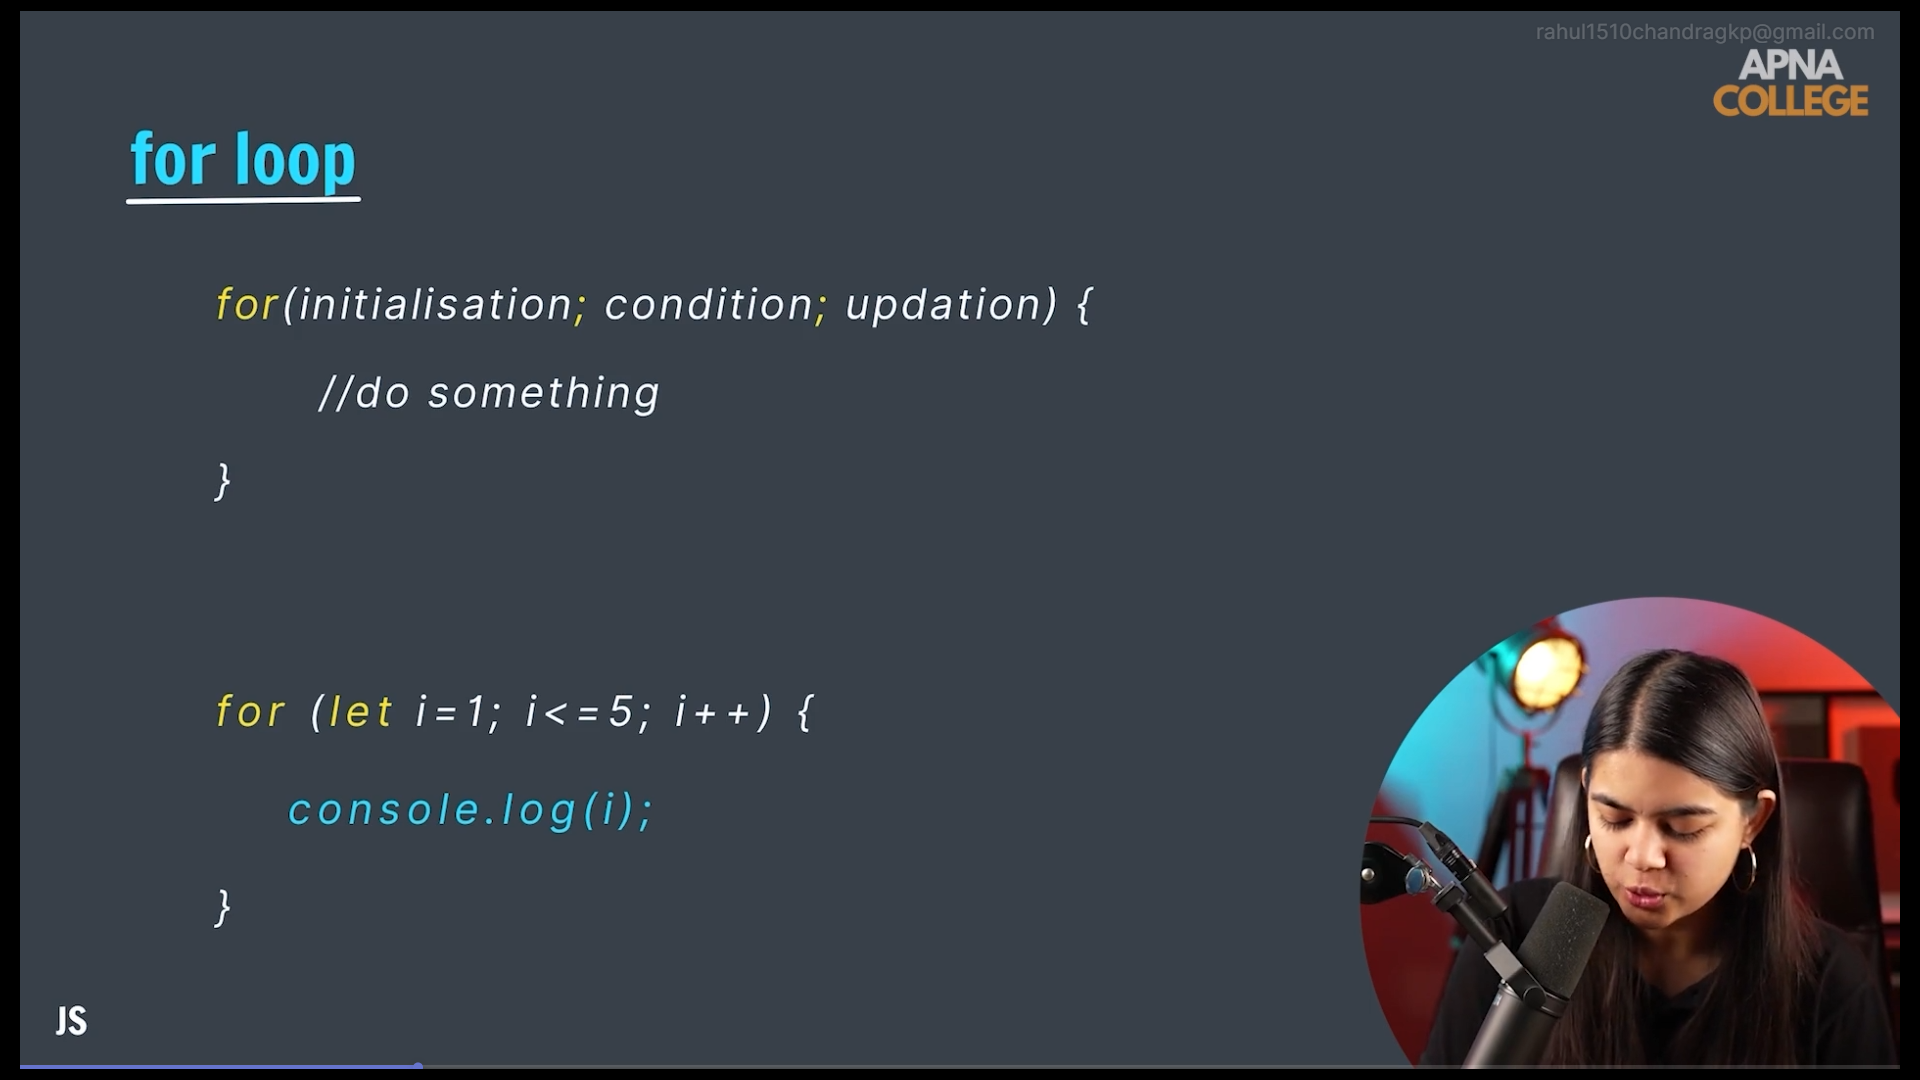 rahul1510chandragkp@gmail.com
APNA
COLLEGE
for loop
for(initialisation; condition; updation) {
//do something
}
for (let i=1; i<=5; i++) {
console.log(i);
}
JS